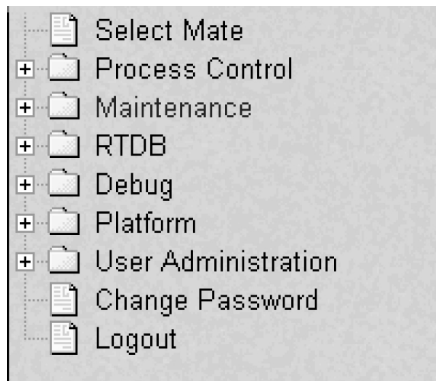 Select Mate
Process Control
Maintenance
RTDB
Debug
Platform
User Administration
Change Password
Logout